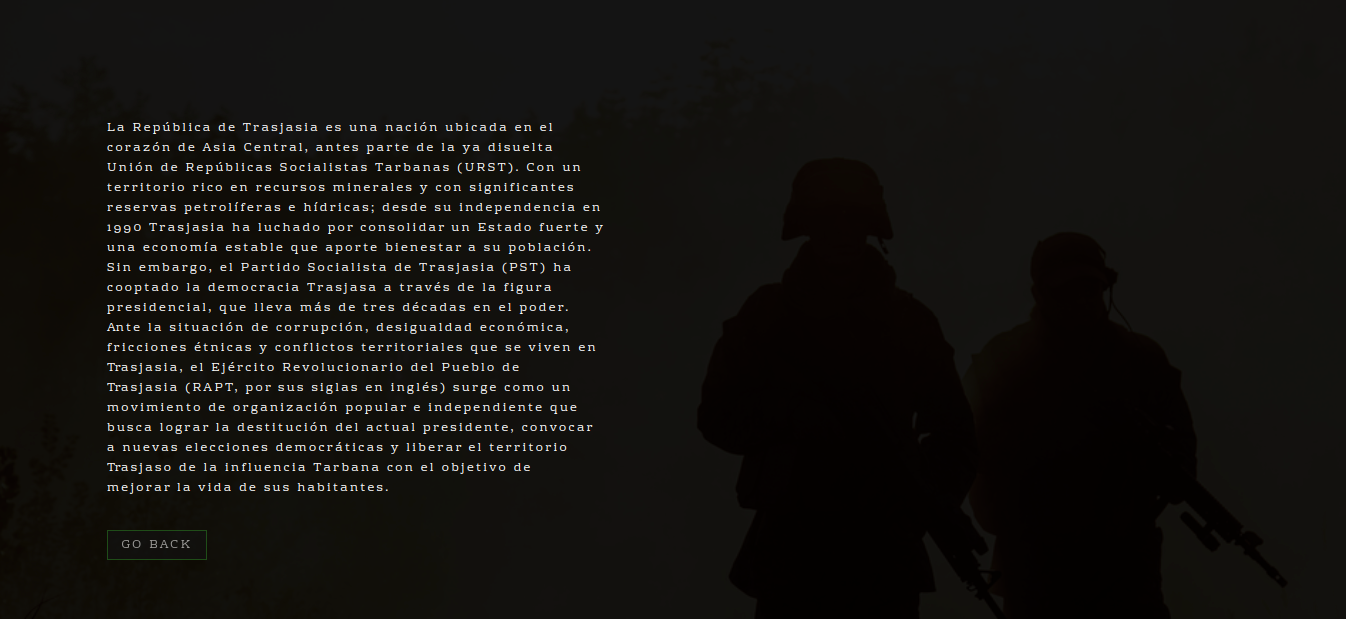 La República de Trasjasia es una nación ubicada en el
corazón de Asia Central, antes parte de la ya disuelta
Unión de Repúblicas Socialistas Tarbanas (URST). Con un
territorio rico en recursos minerales y con significantes
reservas petrolíferas e hídricas; desde su independencia en
1990 Trasjasia ha luchado por consolidar un Estado fuerte y
una economía estable que aporte bienestar a su población.
Sin embargo, el Partido Socialista de Trasjasia (PST) ha
cooptado la democracia Trasjasa a través de la figura
presidencial, que lleva más de tres décadas en el poder.
Ante la situación de corrupción, desigualdad económica,
fricciones étnicas y conflictos territoriales que se viven en
Trasjasia, el Ejército Revolucionario del Pueblo de
Trasjasia (RAPT, por sus siglas en inglés) surge como un
movimiento de organización popular e independiente que
busca lograr la destitución del actual presidente, convocar
a nuevas elecciones democráticas y liberar el territorio
Trasjaso de la influencia Tarbana con el objetivo de
mejorar la vida de sus habitantes.
GO BACK